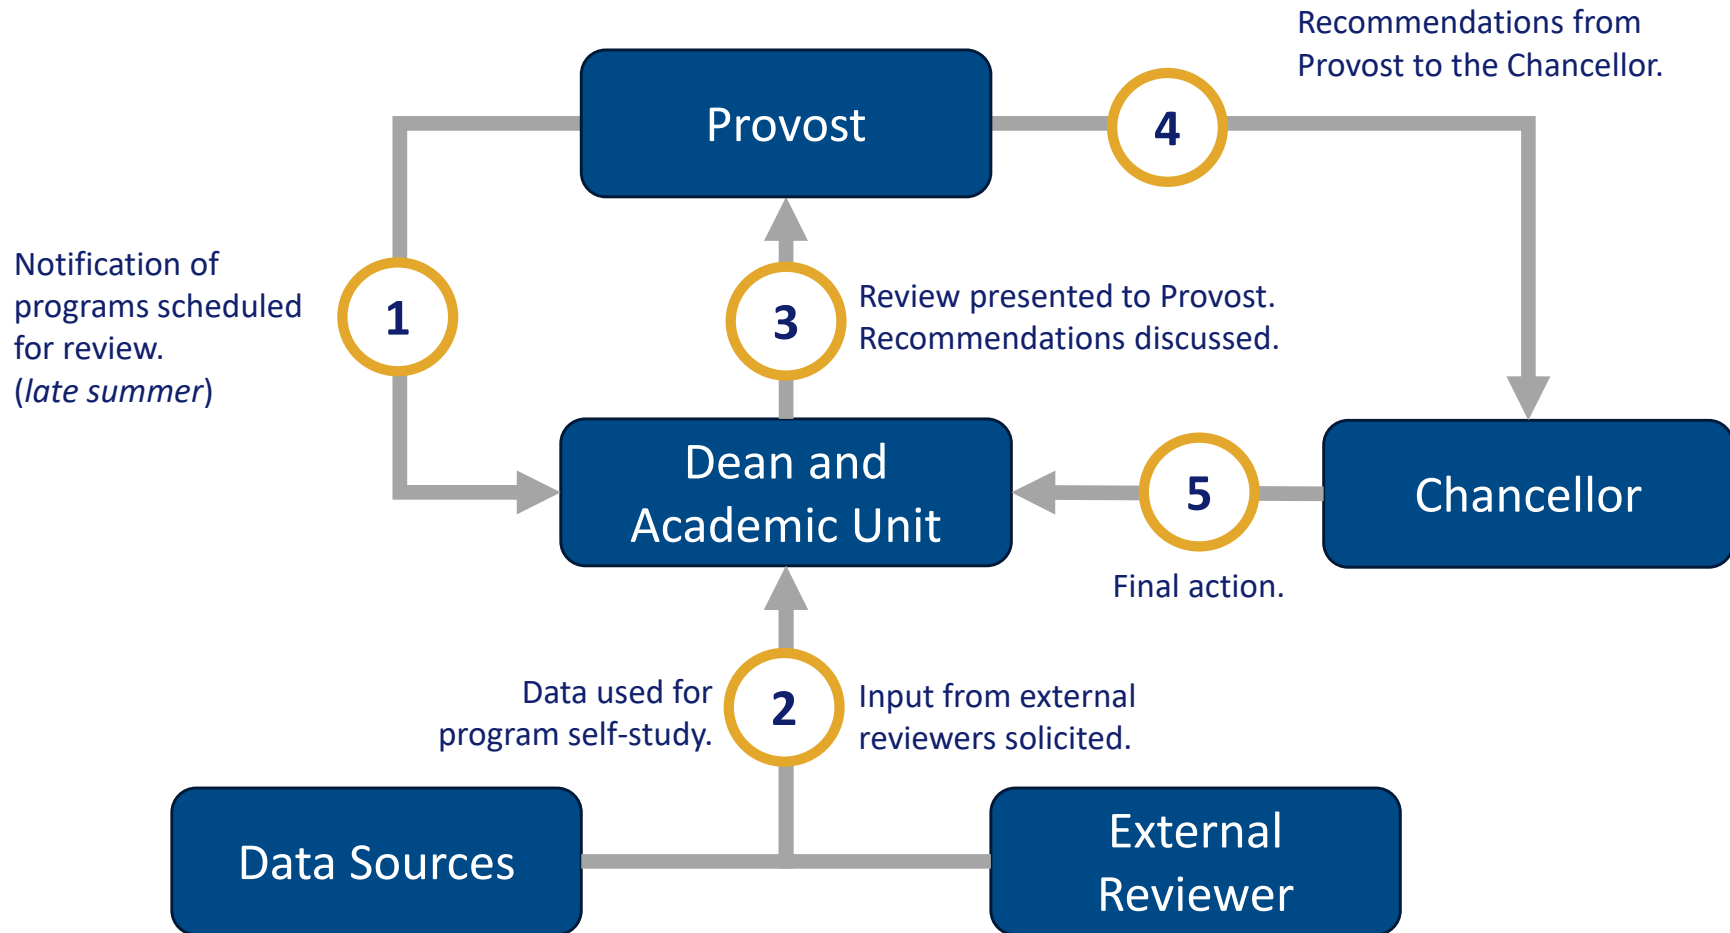 Recommendations from
Provost to the Chancellor.
Provost
4
Notification of
programs scheduled
for review.
(late summer)
1
3
Review presented to Provost.
Recommendations discussed.
Dean and
Academic Unit
5
Chancellor
Final action.
Data used for
program self-study.
2
Input from external
reviewers solicited.
Data Sources
External
Reviewer